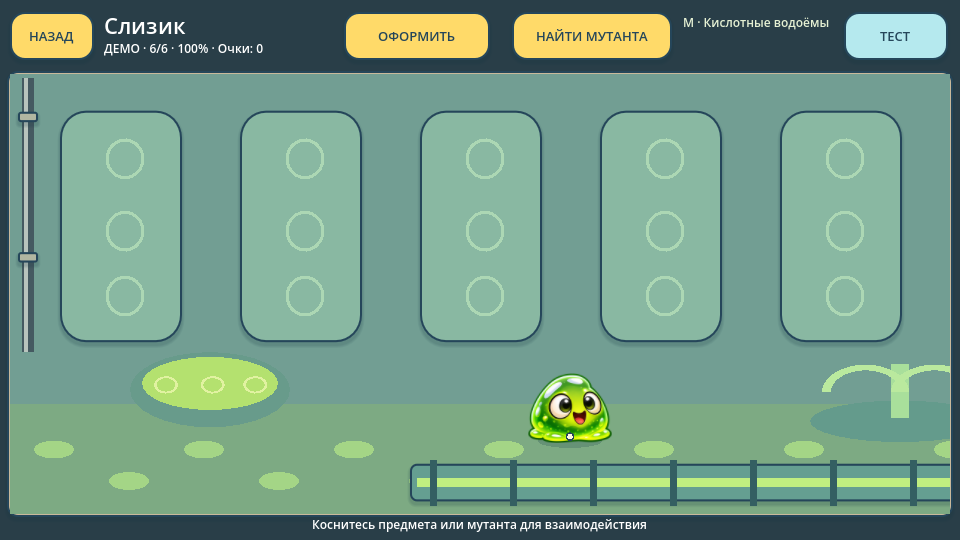 НАЗАД
Слизик
ДЕМО · 6/6 · 100% · Очки: 0
ОФОРМИТЬ
НАЙТИ МУТАНТА
М · Кислотные водоёмы
ТЕСТ
Коснитесь предмета или мутанта для взаимодействия